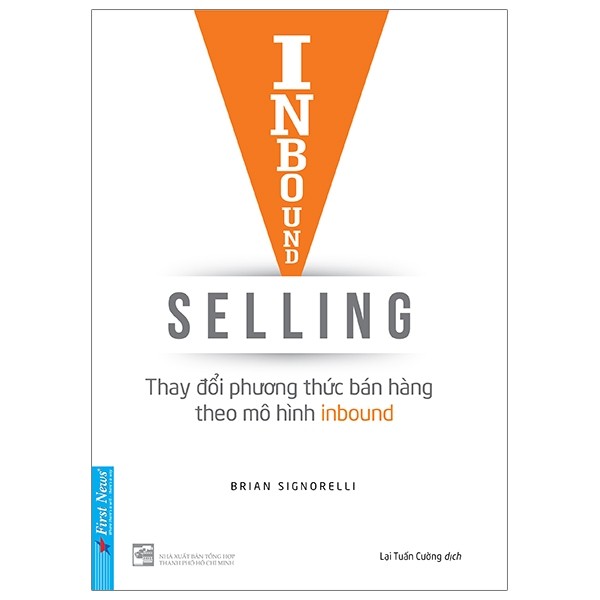 INBOUND
SELLING
Thay đổi phương thức bán hàng
theo mô hình inbound
BRIAN SIGNORELLI
First News®
NHÀ XUẤT BẢN TỔNG HỢP
THÀNH PHỐ HỒ CHÍ MINH
Lại Tuấn Cường dịch